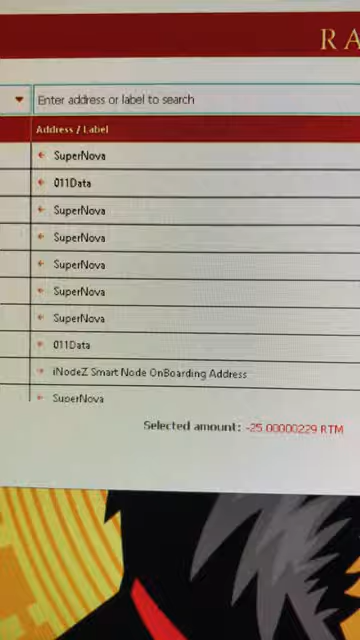 RA
Enter address or label to search
Address / Label
SuperNova
011Data
SuperNova
SuperNova
SuperNova
SuperNova
SuperNova
011Data
iNodeZ Smart Node OnBoarding Address
SuperNova
Selected amount: -25.00000229 RTM